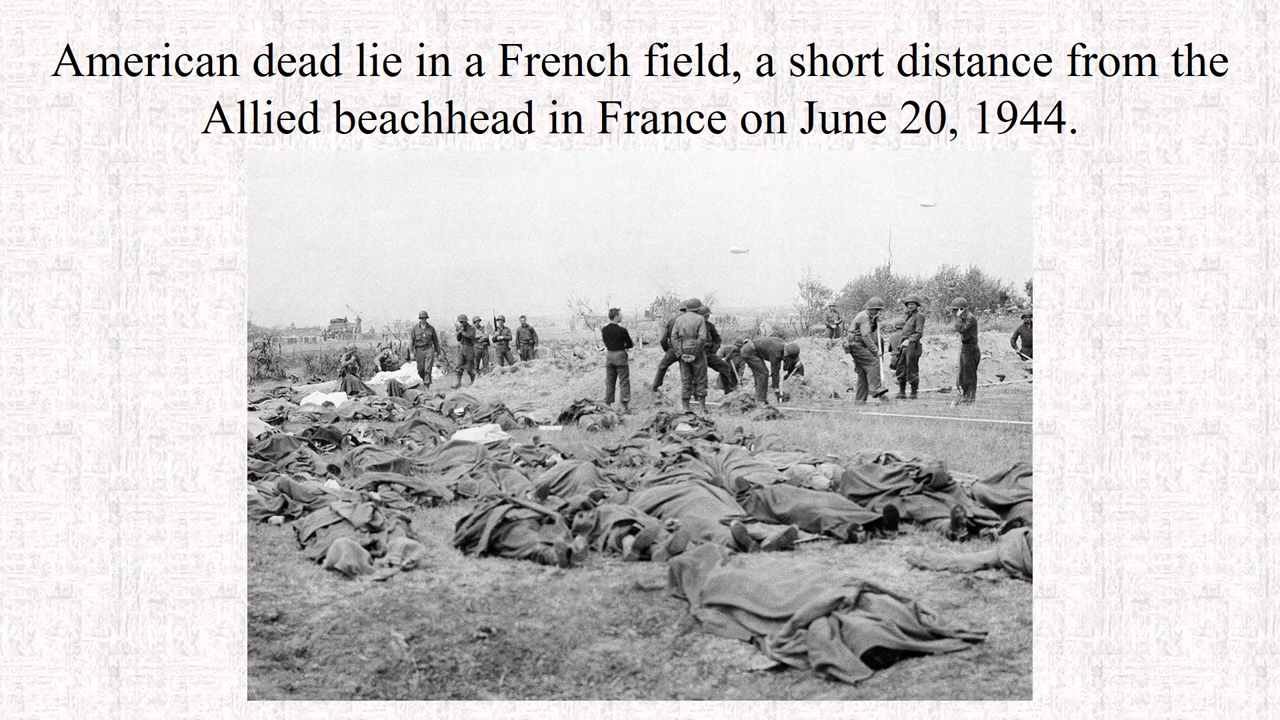 American dead lie in a French field, a short distance from the
Allied beachhead in France on June 20, 1944.